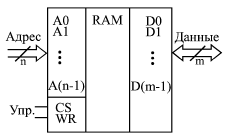 Адрес
n
A0
A1
A(n-1)
RAM
D0
D1
D(m-1)
Данные
m
Упр.
CS
WR